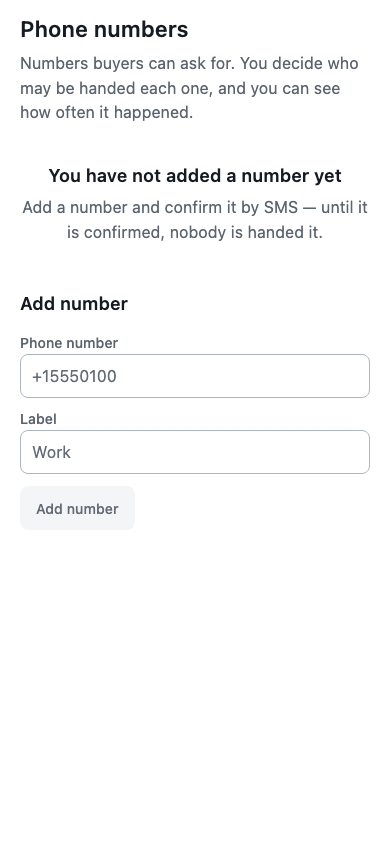 Phone numbers
Numbers buyers can ask for. You decide who
may be handed each one, and you can see
how often it happened.
You have not added a number yet
Add a number and confirm it by SMS — until it
is confirmed, nobody is handed it.
Add number
Phone number
+15550100
Label
Work
Add number